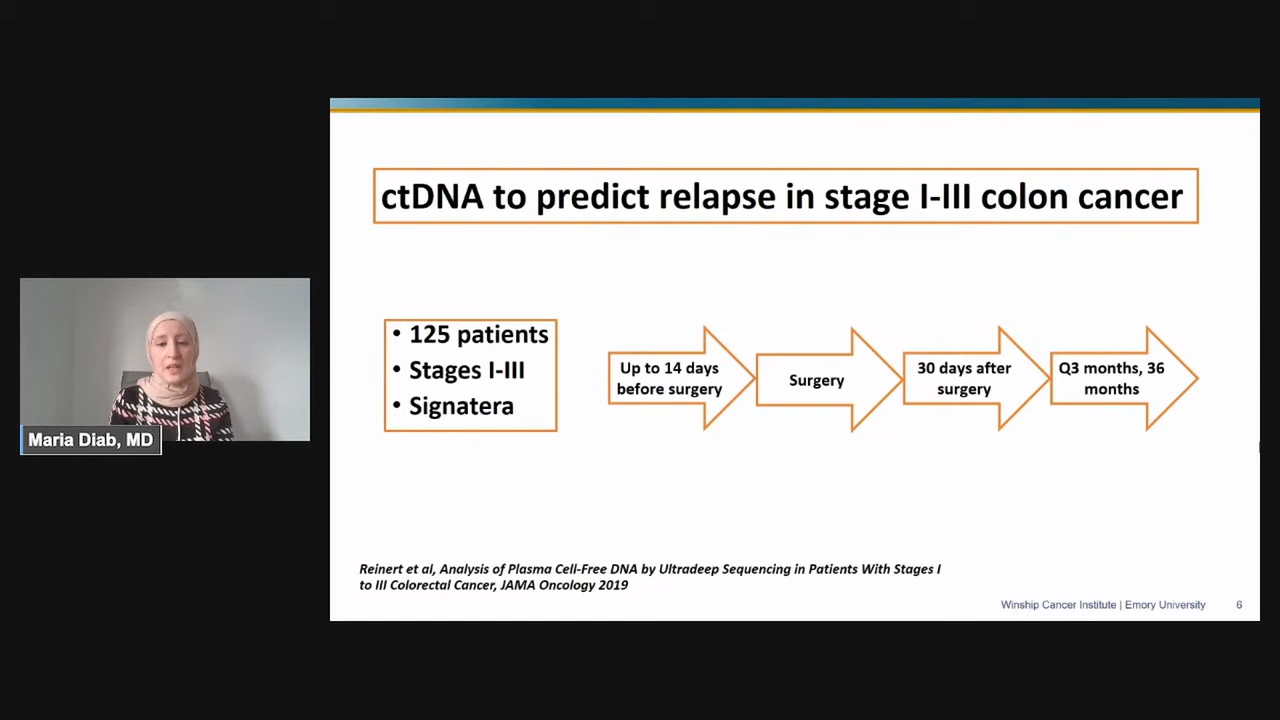 ctDNA to predict relapse in stage I-III colon cancer
• 125 patients
• Stages I-III
• Signatera
Up to 14 days
before surgery
Surgery
30 days after
surgery
Q3 months, 36
months
Maria Diab, MD
Reinert et al, Analysis of Plasma Cell-Free DNA by Ultradeep Sequencing in Patients With Stages I
to III Colorectal Cancer, JAMA Oncology 2019
Winship Cancer Institute | Emory University 6